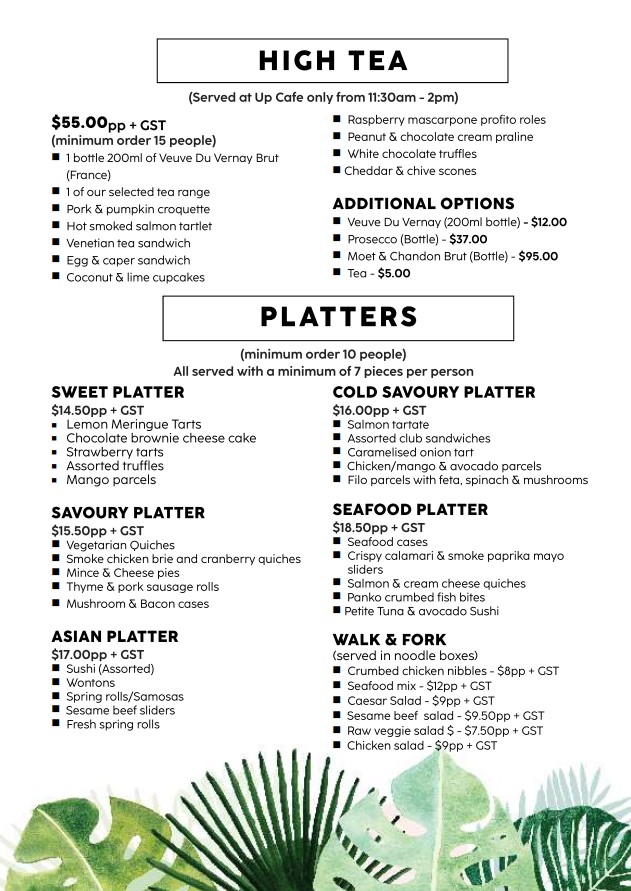 HIGH TEA
(Served at Up Cafe only from 11:30am - 2pm)
$55.00pp + GST
(minimum order 15 people)
1 bottle 200ml of Veuve Du Vernay Brut
(France)
1 of our selected tea range
Pork & pumpkin croquette
Hot smoked salmon tartlet
Venetian tea sandwich
Egg & caper sandwich
Coconut & lime cupcakes
Raspberry mascarpone profito roles
Peanut & chocolate cream praline
White chocolate truffles
Cheddar & chive scones
ADDITIONAL OPTIONS
Veuve Du Vernay (200ml bottle) - $12.00
Prosecco (Bottle) - $37.00
Moet & Chandon Brut (Bottle) - $95.00
Tea - $5.00
PLATTERS
(minimum order 10 people)
All served with a minimum of 7 pieces per person
SWEET PLATTER
$14.50pp + GST
Lemon Meringue Tarts
Chocolate brownie cheese cake
Strawberry tarts
Assorted truffles
Mango parcels
SAVOURY PLATTER
$15.50pp + GST
Vegetarian Quiches
Smoke chicken brie and cranberry quiches
Mince & Cheese pies
Thyme & pork sausage rolls
Mushroom & Bacon cases
ASIAN PLATTER
$17.00pp + GST
Sushi (Assorted)
Wontons
Spring rolls/Samosas
Sesame beef sliders
Fresh spring rolls
COLD SAVOURY PLATTER
$16.00pp + GST
Salmon tartate
Assorted club sandwiches
Caramelised onion tart
Chicken/mango & avocado parcels
Filo parcels with feta, spinach & mushrooms
SEAFOOD PLATTER
$18.50pp + GST
Seafood cases
Crispy calamari & smoke paprika mayo
sliders
Salmon & cream cheese quiches
Panko crumbed fish bites
Petite Tuna & avocado Sushi
WALK & FORK
(served in noodle boxes)
Crumbed chicken nibbles - $8pp + GST
Seafood mix - $12pp + GST
Caesar Salad - $9pp + GST
Sesame beef salad - $9.50pp + GST
Raw veggie salad $ - $7.50pp + GST
Chicken salad - $9pp + GST